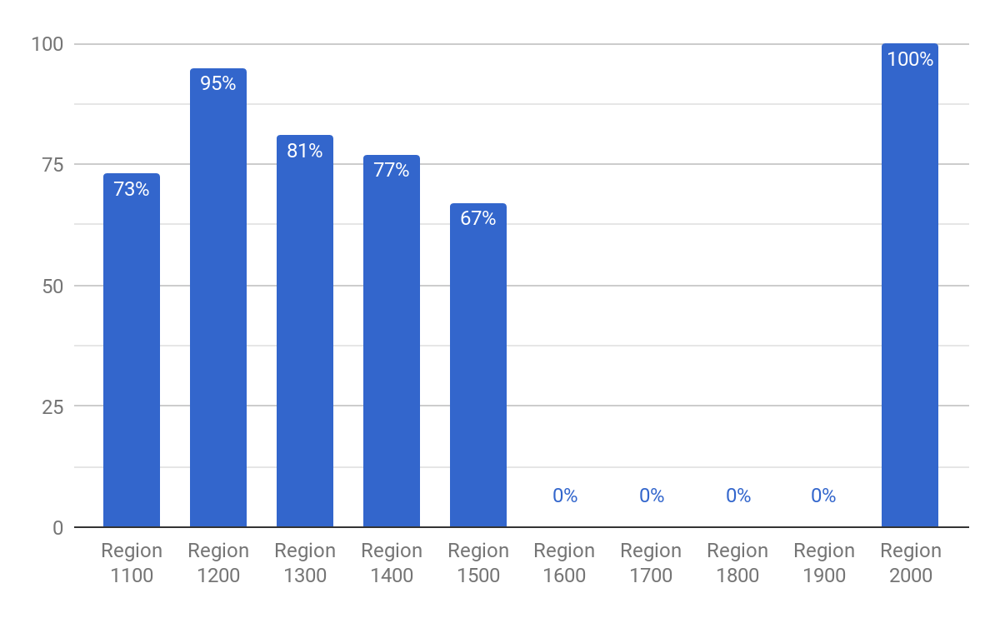 100
75
50
25
0
73%
95%
81%
77%
67%
0%
0%
0%
0%
100%
Region
1100
Region
1200
Region
1300
Region
1400
Region
1500
Region
1600
Region
1700
Region
1800
Region
1900
Region
2000